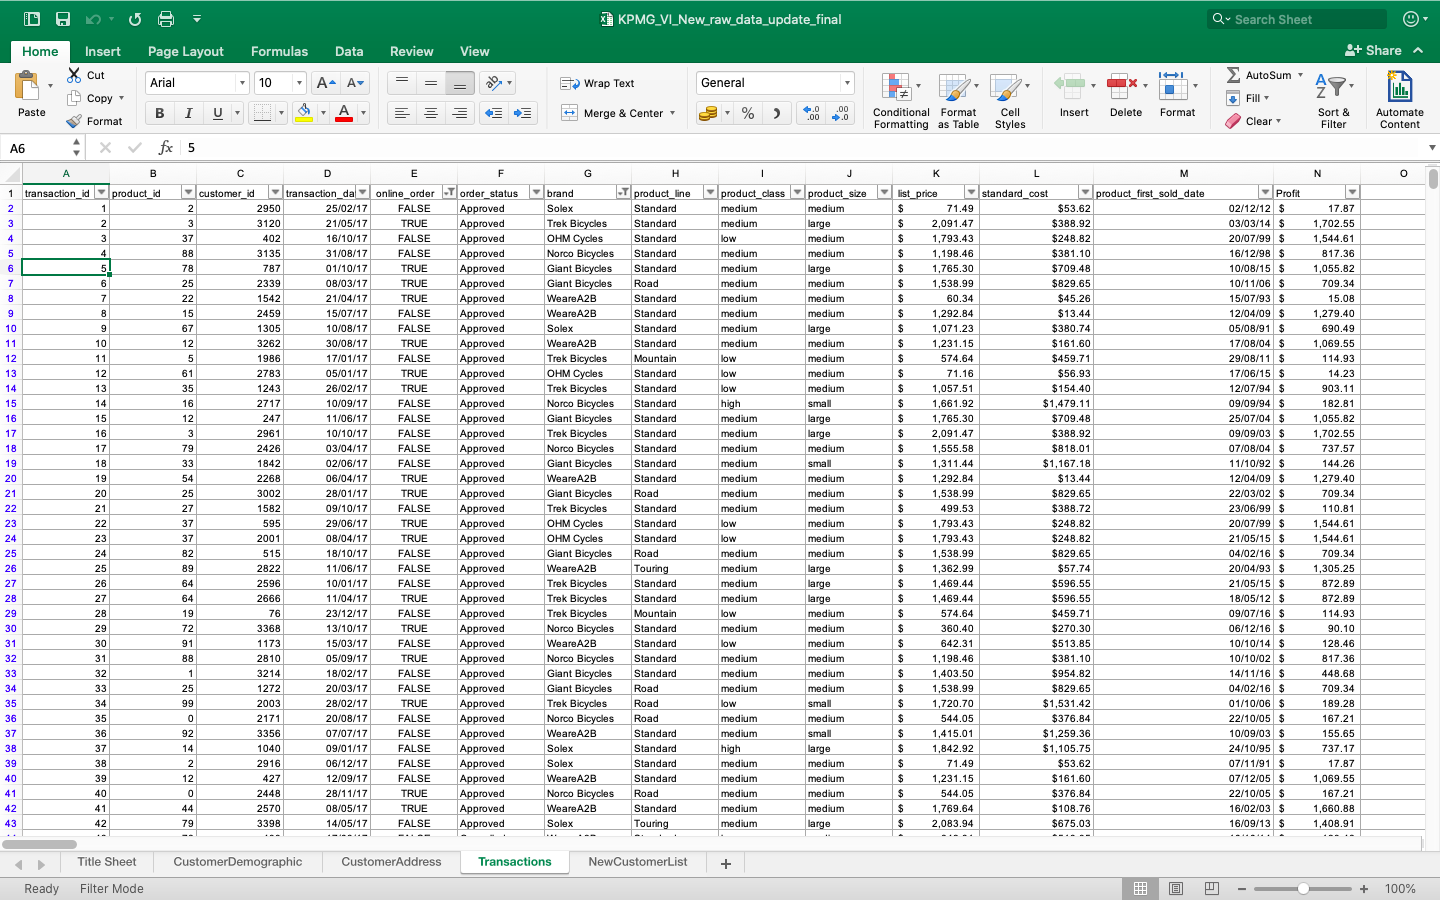 KPMG_VI_New_raw_data_update_final
Search Sheet
Home Insert Page Layout Formulas Data Review View
Share
Paste
Cut
Copy
Format
Arial 10
A A
B I U A
Wrap Text
Merge & Center
General
%
Conditional Formatting
Format as Table
Cell Styles
Insert
Delete
Format
AutoSum
Fill
Clear
Sort & Filter
Automate Content
A6 fx 5
A B C D E F G H I J K L M N O
1 transaction_id product_id customer_id transaction_da online_order order_status brand product_line product_class product_size list_price standard_cost product_first_sold_date Profit
2 1 2 2950 25/02/17 FALSE Approved Solex Standard medium medium $ 71.49 $53.62 02/12/12 $ 17.87
3 2 3 3120 21/05/17 TRUE Approved Trek Bicycles Standard medium large $ 2,091.47 $388.92 03/03/14 $ 1,702.55
4 3 37 402 16/10/17 FALSE Approved OHM Cycles Standard low medium $ 1,793.43 $248.82 20/07/99 $ 1,544.61
5 4 88 3135 31/08/17 FALSE Approved Norco Bicycles Standard medium medium $ 1,198.46 $381.10 16/12/98 $ 817.36
6 5 78 787 01/10/17 TRUE Approved Giant Bicycles Standard medium large $ 1,765.30 $709.48 10/08/15 $ 1,055.82
7 6 25 2339 08/03/17 TRUE Approved Giant Bicycles Road medium medium $ 1,538.99 $829.65 10/11/06 $ 709.34
8 7 22 1542 21/04/17 TRUE Approved WeareA2B Standard medium medium $ 60.34 $45.26 15/07/93 $ 15.08
9 8 15 2459 15/07/17 FALSE Approved WeareA2B Standard medium medium $ 1,292.84 $13.44 12/04/09 $ 1,279.40
10 9 67 1305 10/08/17 FALSE Approved Solex Standard medium large $ 1,071.23 $380.74 05/08/91 $ 690.49
11 10 12 3262 30/08/17 TRUE Approved WeareA2B Standard medium medium $ 1,231.15 $161.60 17/08/04 $ 1,069.55
12 11 5 1986 17/01/17 FALSE Approved Trek Bicycles Mountain low medium $ 574.64 $459.71 29/08/11 $ 114.93
13 12 61 2783 05/01/17 TRUE Approved OHM Cycles Standard low medium $ 71.16 $56.93 17/06/15 $ 14.23
14 13 35 1243 26/02/17 TRUE Approved Trek Bicycles Standard low medium $ 1,057.51 $154.40 12/07/94 $ 903.11
15 14 16 2717 10/09/17 FALSE Approved Norco Bicycles Standard high small $ 1,661.92 $1,479.11 09/09/94 $ 182.81
16 15 12 247 11/06/17 FALSE Approved Giant Bicycles Standard medium large $ 1,765.30 $709.48 25/07/04 $ 1,055.82
17 16 3 2961 10/10/17 FALSE Approved Trek Bicycles Standard medium large $ 2,091.47 $388.92 09/09/03 $ 1,702.55
18 17 79 2426 03/04/17 FALSE Approved Norco Bicycles Standard medium medium $ 1,555.58 $818.01 07/08/04 $ 737.57
19 18 33 1842 02/06/17 FALSE Approved Giant Bicycles Standard medium small $ 1,311.44 $1,167.18 11/10/92 $ 144.26
20 19 54 2268 06/04/17 TRUE Approved WeareA2B Standard medium medium $ 1,292.84 $13.44 12/04/09 $ 1,279.40
21 20 25 3002 28/01/17 TRUE Approved Giant Bicycles Road medium medium $ 1,538.99 $829.65 22/03/02 $ 709.34
22 21 27 1582 09/10/17 FALSE Approved Trek Bicycles Standard medium medium $ 499.53 $388.72 23/06/99 $ 110.81
23 22 37 595 29/06/17 TRUE Approved OHM Cycles Standard low medium $ 1,793.43 $248.82 20/07/99 $ 1,544.61
24 23 37 2001 08/04/17 TRUE Approved OHM Cycles Standard low medium $ 1,793.43 $248.82 21/05/15 $ 1,544.61
25 24 82 515 18/10/17 FALSE Approved Giant Bicycles Road medium medium $ 1,538.99 $829.65 04/02/16 $ 709.34
26 25 89 2822 11/06/17 FALSE Approved WeareA2B Touring medium large $ 1,362.99 $57.74 20/04/93 $ 1,305.25
27 26 64 2596 10/01/17 FALSE Approved Trek Bicycles Standard medium large $ 1,469.44 $596.55 21/05/15 $ 872.89
28 27 64 2666 11/04/17 TRUE Approved Trek Bicycles Standard medium large $ 1,469.44 $596.55 18/05/12 $ 872.89
29 28 19 76 23/12/17 FALSE Approved Trek Bicycles Mountain low medium $ 574.64 $459.71 09/07/16 $ 114.93
30 29 72 3368 13/10/17 TRUE Approved Norco Bicycles Standard medium medium $ 360.40 $270.30 06/12/16 $ 90.10
31 30 91 1173 15/03/17 FALSE Approved WeareA2B Standard low medium $ 642.31 $513.85 10/10/14 $ 128.46
32 31 88 2810 05/09/17 TRUE Approved Norco Bicycles Standard medium medium $ 1,198.46 $381.10 10/10/02 $ 817.36
33 32 1 3214 18/02/17 FALSE Approved Giant Bicycles Standard medium medium $ 1,403.50 $954.82 14/11/16 $ 448.68
34 33 25 1272 20/03/17 FALSE Approved Giant Bicycles Road medium medium $ 1,538.99 $829.65 04/02/16 $ 709.34
35 34 99 2003 28/02/17 TRUE Approved Trek Bicycles Road low small $ 1,720.70 $1,531.42 01/10/06 $ 189.28
36 35 0 2171 20/08/17 FALSE Approved Norco Bicycles Road medium medium $ 544.05 $376.84 22/10/05 $ 167.21
37 36 92 3356 07/07/17 FALSE Approved WeareA2B Standard medium small $ 1,415.01 $1,259.36 10/09/03 $ 155.65
38 37 14 1040 09/01/17 FALSE Approved Solex Standard high large $ 1,842.92 $1,105.75 24/10/95 $ 737.17
39 38 2 2916 06/12/17 FALSE Approved Solex Standard medium medium $ 71.49 $53.62 07/11/91 $ 17.87
40 39 12 427 12/09/17 FALSE Approved WeareA2B Standard medium medium $ 1,231.15 $161.60 07/12/05 $ 1,069.55
41 40 0 2448 28/11/17 TRUE Approved Norco Bicycles Road medium medium $ 544.05 $376.84 22/10/05 $ 167.21
42 41 44 2570 08/05/17 TRUE Approved WeareA2B Standard medium medium $ 1,769.64 $108.76 16/02/03 $ 1,660.88
43 42 79 3398 14/05/17 FALSE Approved Solex Touring medium large $ 2,083.94 $675.03 16/09/13 $ 1,408.91
Title Sheet CustomerDemographic CustomerAddress Transactions NewCustomerList +
Ready Filter Mode 100%